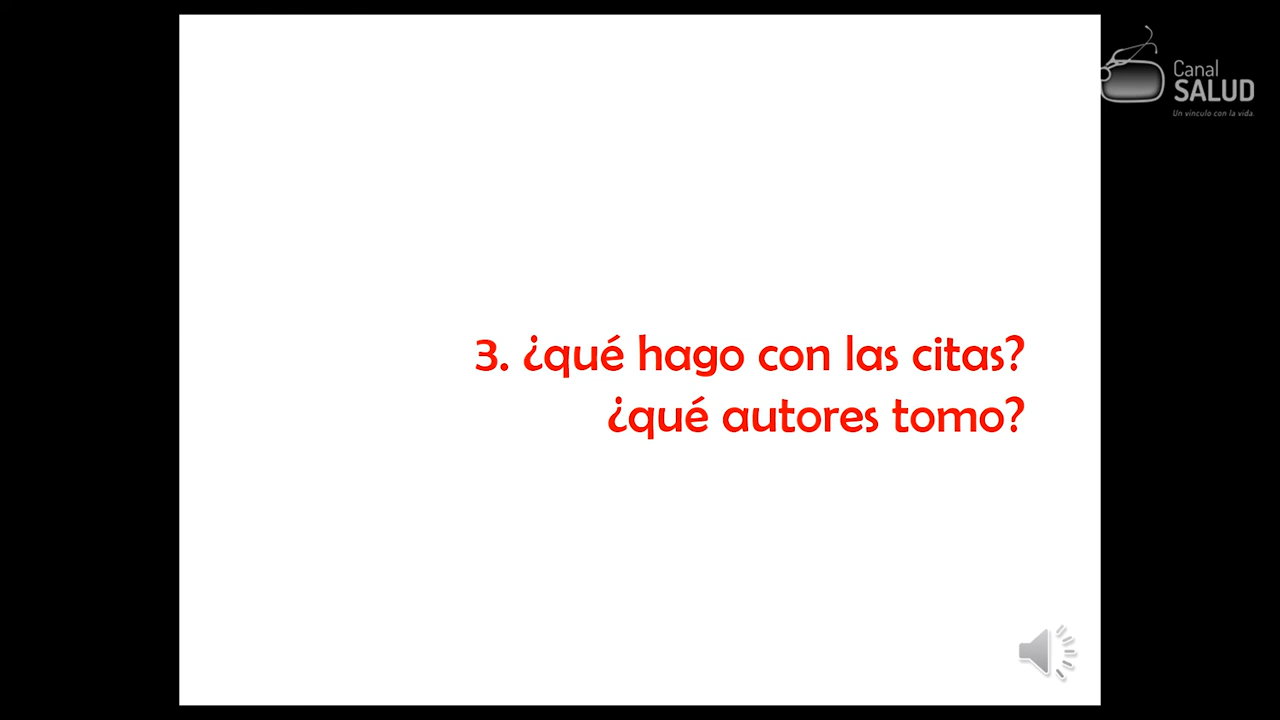 Canal
SALUD
Un vínculo con la vida.
3. ¿qué hago con las citas?
¿qué autores tomo?